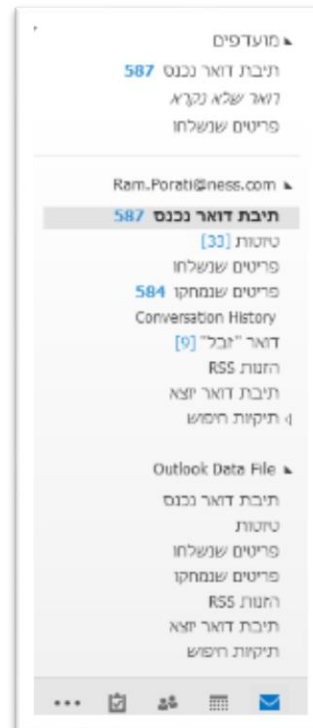 מועדפים
תיבת דואר נכנס 587
דואר שלא נקרא
פריטים שנשלחו
Ram.Porati@ness.com
תיבת דואר נכנס 587
טיוטות [33]
פריטים שנשלחו
פריטים שנמחקו 584
Conversation History
דואר "זבל" [9]
הזנות RSS
תיבת דואר יוצא
תיקיות חיפוש
Outlook Data File
תיבת דואר נכנס
טיוטות
פריטים שנשלחו
פריטים שנמחקו
הזנות RSS
תיבת דואר יוצא
תיקיות חיפוש